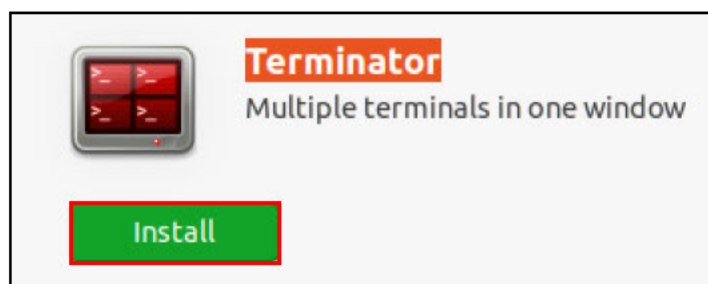 Terminator
Multiple terminals in one window
>_ >_
>_ >_
Install